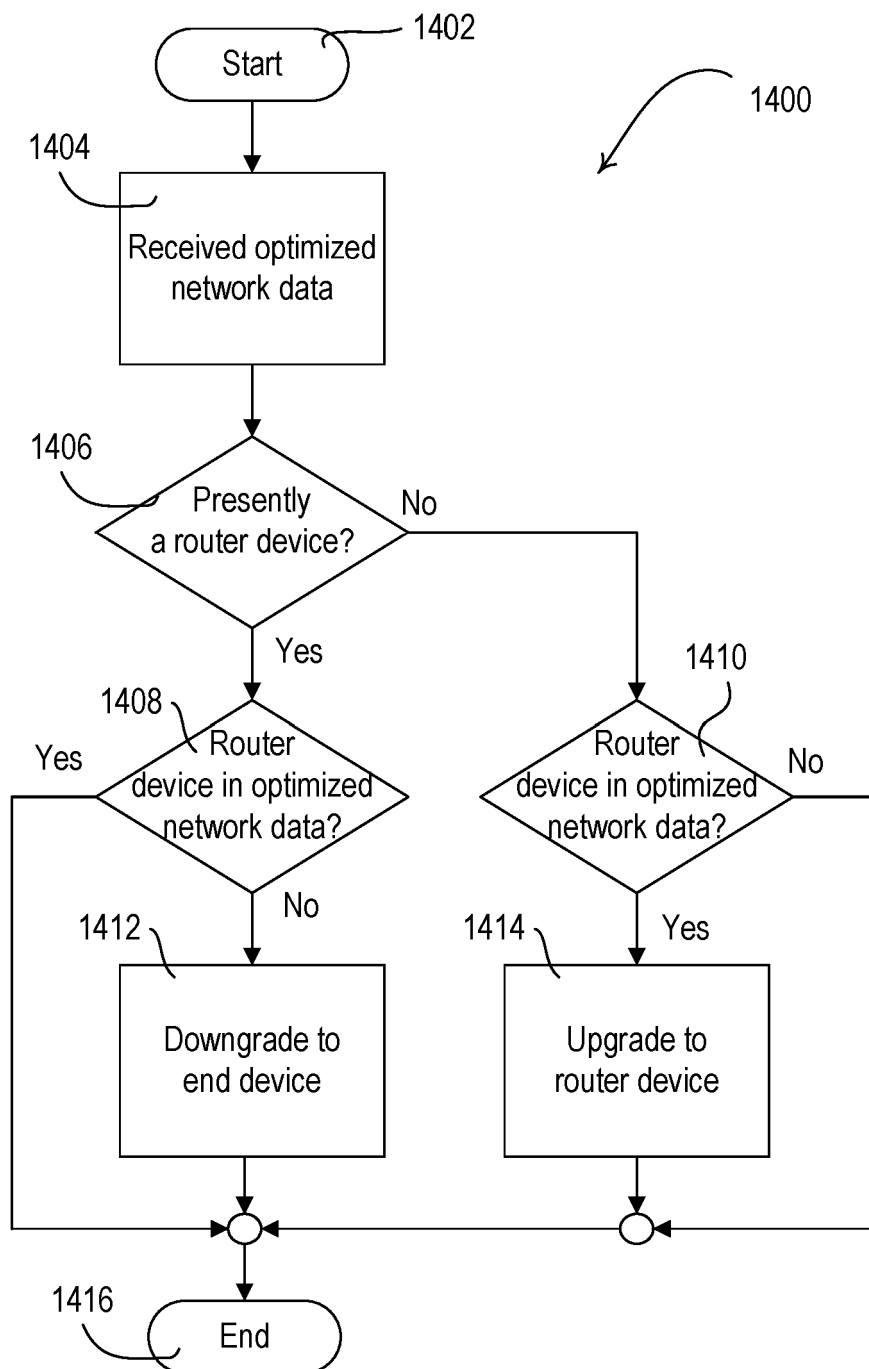 1402
Start
1400
1404
Received optimized
network data
1406
Presently
a router device?
No
Yes
1410
1408
Yes
Router
device in optimized
network data?
Router
device in optimized
network data?
No
No
1412
1414
Yes
Downgrade to
end device
Upgrade to
router device
1416
End